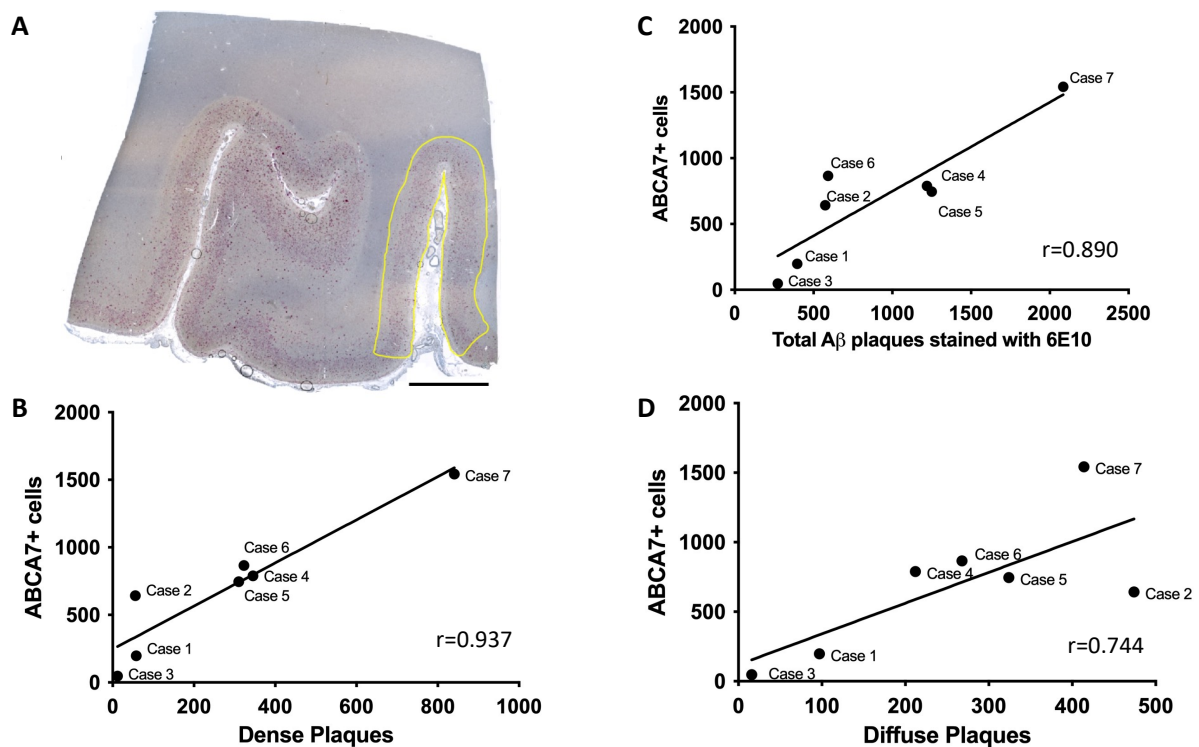 A
C
2000
1500
1000
500
0
ABCA7+ cells
Case 7
Case 6
Case 2
Case 4
Case 5
Case 1
Case 3
r=0.890
0
500
1000
1500
2000
2500
Total Aβ plaques stained with 6E10
B
2000
1500
1000
500
0
ABCA7+ cells
Case 7
Case 6
Case 4
Case 2
Case 5
Case 1
Case 3
r=0.937
0
200
400
600
800
1000
Dense Plaques
D
2000
1500
1000
500
0
ABCA7+ cells
Case 7
Case 6
Case 4
Case 5
Case 2
Case 1
Case 3
r=0.744
0
100
200
300
400
500
Diffuse Plaques